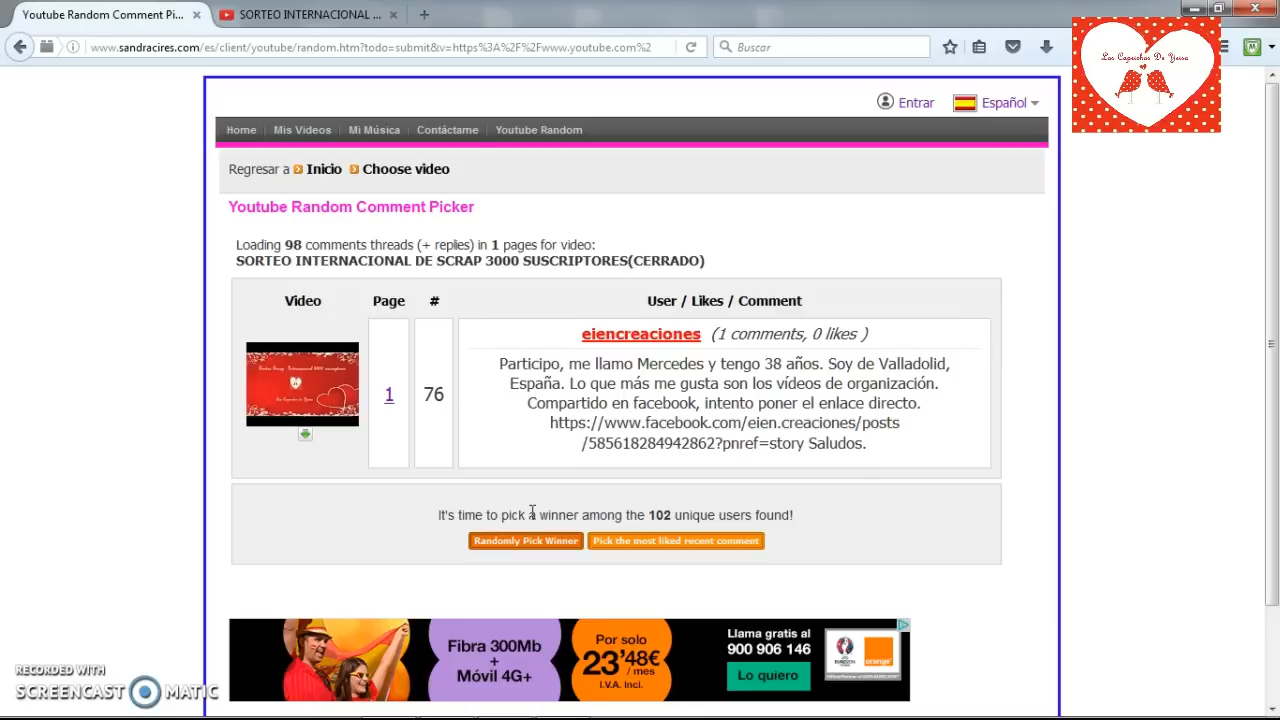 Youtube Random Comment Pi...
SORTEO INTERNACIONAL ...
www.sandracires.com/es/client/youtube/random.htm?todo=submit&v=https%3A%2F%2Fwww.youtube.com%2
Buscar
Los Caprichos De Yeisa
Entrar
Español
Home
Mis Videos
Mi Música
Contáctame
Youtube Random
Regresar a Inicio Choose video
Youtube Random Comment Picker
Loading 98 comments threads (+ replies) in 1 pages for video:
SORTEO INTERNACIONAL DE SCRAP 3000 SUSCRIPTORES(CERRADO)
Video
Page
#
User / Likes / Comment
1
76
eiencreaciones (1 comments, 0 likes )
Participo, me llamo Mercedes y tengo 38 años. Soy de Valladolid,
España. Lo que más me gusta son los vídeos de organización.
Compartido en facebook, intento poner el enlace directo.
https://www.facebook.com/eien.creaciones/posts
/585618284942862?pnref=story Saludos.
It's time to pick a winner among the 102 unique users found!
Randomly Pick Winner
Pick the most liked recent comment
Fibra 300Mb
+
Móvil 4G+
Por solo
23'48€
/mes
I.V.A. Incl.
Llama gratis al
900 906 146
Lo quiero
orange
RECORDED WITH
SCREENCAST MATIC